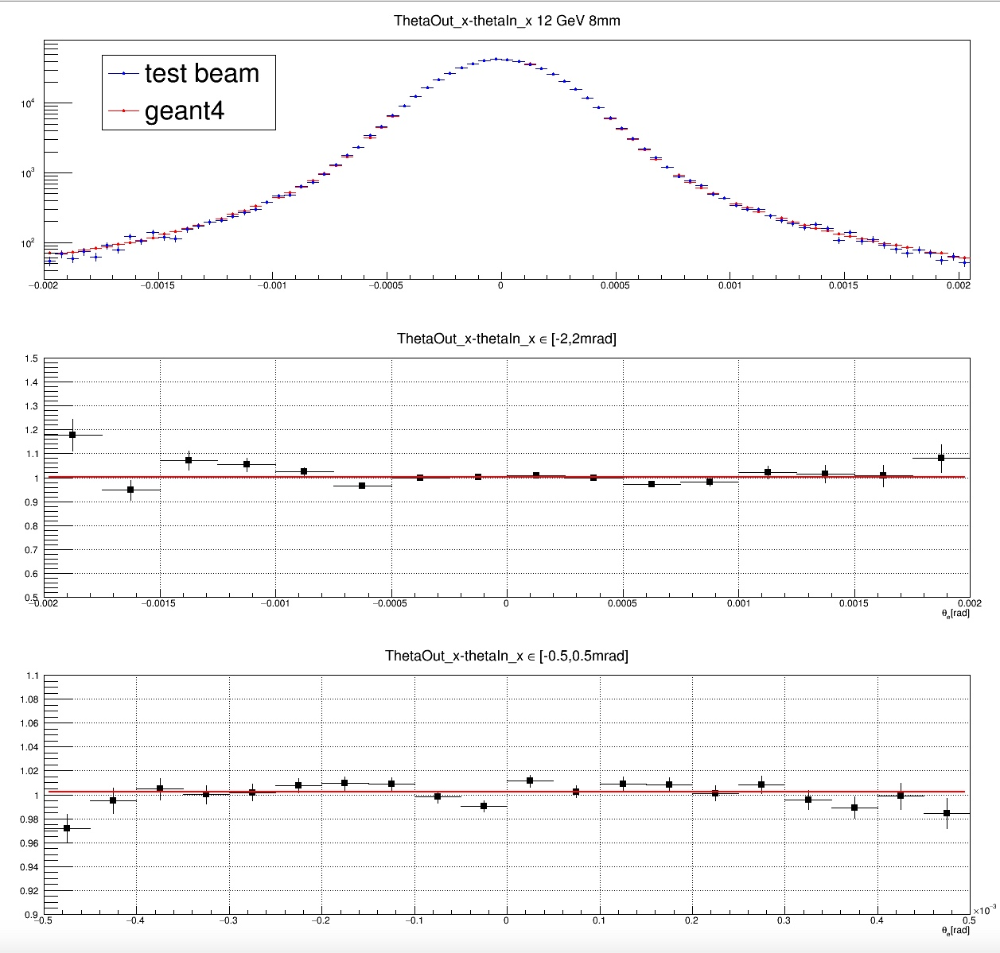 ThetaOut_x-thetaIn_x 12 GeV 8mm
test beam
geant4
10⁴
10³
10²
−0.002 −0.0015 −0.001 −0.0005 0 0.0005 0.001 0.0015 0.002
ThetaOut_x-thetaIn_x ∈ [-2,2mrad]
1.5
1.4
1.3
1.2
1.1
1
0.9
0.8
0.7
0.6
0.5
−0.002 −0.0015 −0.001 −0.0005 0 0.0005 0.001 0.0015 0.002
θₑ[rad]
ThetaOut_x-thetaIn_x ∈ [-0.5,0.5mrad]
1.1
1.08
1.06
1.04
1.02
1
0.98
0.96
0.94
0.92
0.9
−0.5 −0.4 −0.3 −0.2 −0.1 0 0.1 0.2 0.3 0.4 0.5
×10⁻³
θₑ[rad]